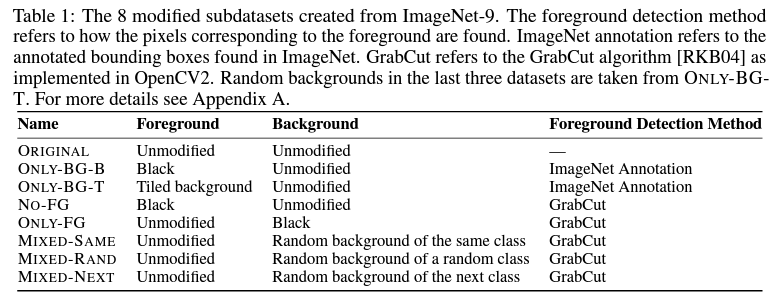 Table 1: The 8 modified subdatasets created from ImageNet-9. The foreground detection method
refers to how the pixels corresponding to the foreground are found. ImageNet annotation refers to the
annotated bounding boxes found in ImageNet. GrabCut refers to the GrabCut algorithm [RKB04] as
implemented in OpenCV2. Random backgrounds in the last three datasets are taken from ONLY-BG-
T. For more details see Appendix A.
Name Foreground Background Foreground Detection Method
ORIGINAL Unmodified Unmodified —
ONLY-BG-B Black Unmodified ImageNet Annotation
ONLY-BG-T Tiled background Unmodified ImageNet Annotation
NO-FG Black Unmodified GrabCut
ONLY-FG Unmodified Black GrabCut
MIXED-SAME Unmodified Random background of the same class GrabCut
MIXED-RAND Unmodified Random background of a random class GrabCut
MIXED-NEXT Unmodified Random background of the next class GrabCut